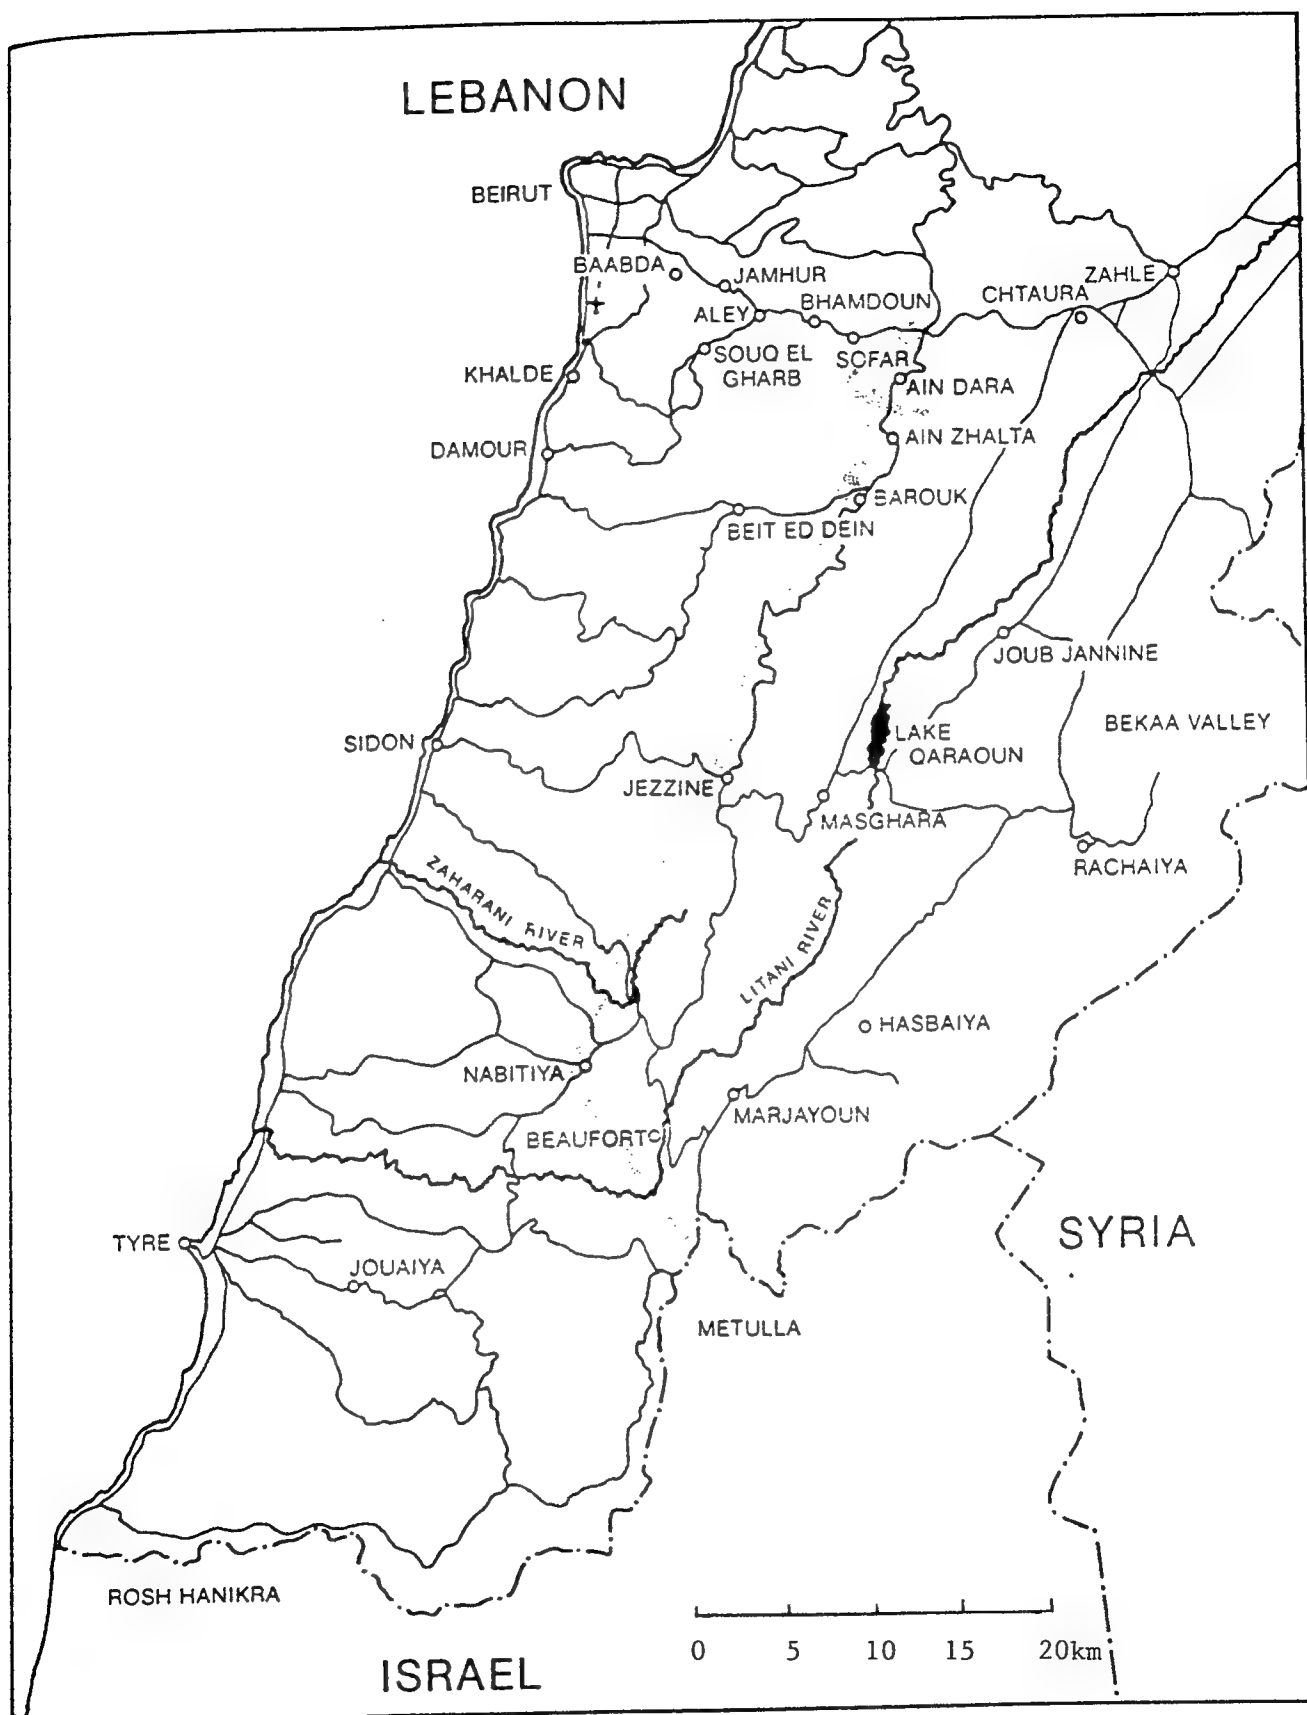 LEBANON
BEIRUT
BAABDA
JAMHUR
ZAHLE
CHTAURA
BHAMDOUN
ALEY
SOUQ EL
GHARB
SOFAR
KHALDE
AIN DARA
DAMOUR
AIN ZHALTA
BAROUK
BEIT ED DEIN
JOUB JANNINE
BEKAA VALLEY
SIDON
LAKE
QARAOUN
JEZZINE
MASGHARA
RACHAIYA
ZAHARANI RIVER
LITANI RIVER
HASBAIYA
NABITIYA
MARJAYOUN
BEAUFORT
SYRIA
TYRE
JOUAIYA
METULLA
ROSH HANIKRA
0 5 10 15 20km
ISRAEL